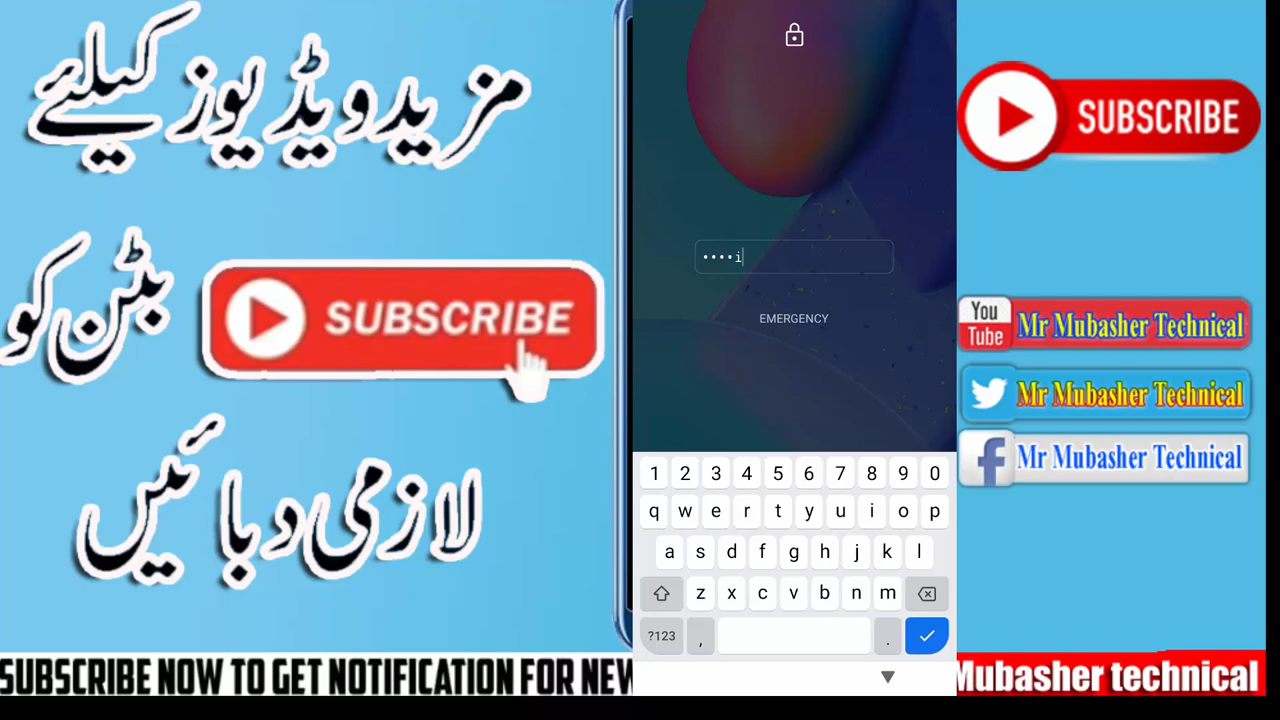 مزید ویڈیوز کیلئے
بٹن کو
SUBSCRIBE
لازمی دبائیں
SUBSCRIBE NOW TO GET NOTIFICATION FOR NEW
••••i
EMERGENCY
1 2 3 4 5 6 7 8 9 0
q w e r t y u i o p
a s d f g h j k l
z x c v b n m
?123 , .
SUBSCRIBE
You Tube Mr Mubasher Technical
Mr Mubasher Technical
f Mr Mubasher Technical
Mubasher technical